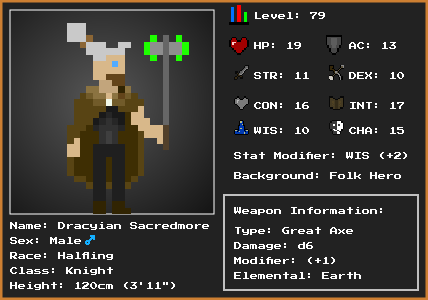 Level: 79
HP: 19 AC: 13
STR: 11 DEX: 10
CON: 16 INT: 17
WIS: 10 CHA: 15
Stat Modifier: WIS (+2)
Background: Folk Hero
Weapon Information:
Type: Great Axe
Damage: d6
Modifier: (+1)
Elemental: Earth
Name: Dracyian Sacredmore
Sex: Male♂
Race: Halfling
Class: Knight
Height: 120cm (3'11")